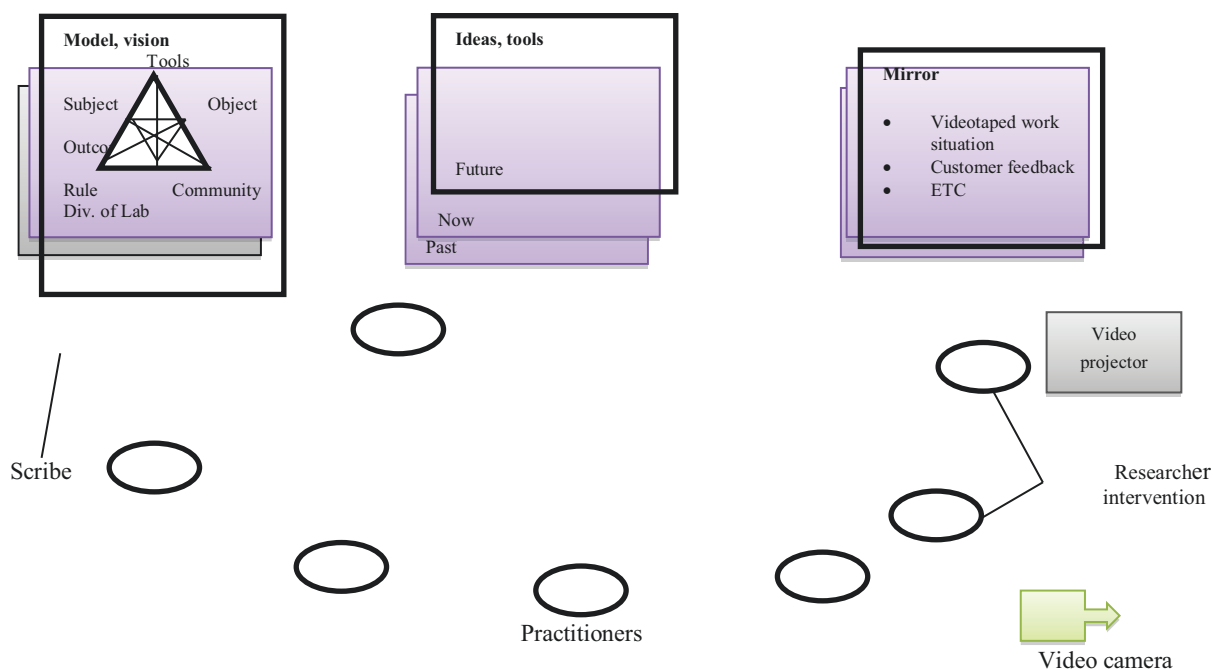 Model, vision
Tools
Subject Object
Outco
Rule Community
Div. of Lab
Ideas, tools
Future
Now
Past
Mirror
• Videotaped work
situation
• Customer feedback
• ETC
Video
projector
Scribe
Researcher
intervention
Practitioners
Video camera